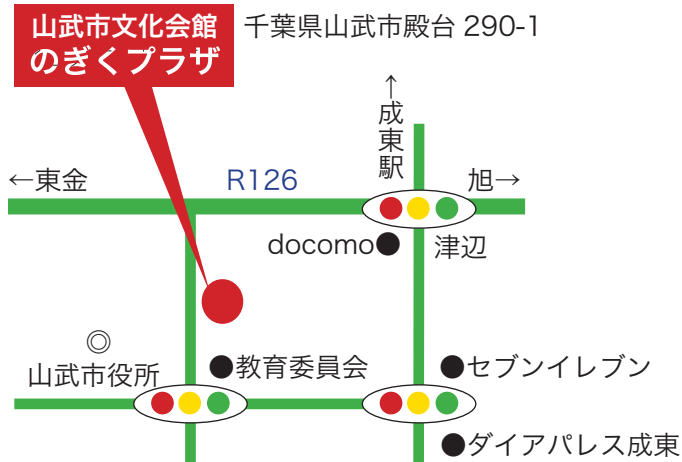 山武市文化会館
のぎくプラザ
千葉県山武市殿台 290-1
↑成東駅
←東金
R126
旭→
docomo●
津辺
◎
山武市役所
●教育委員会
●セブンイレブン
●ダイアパレス成東